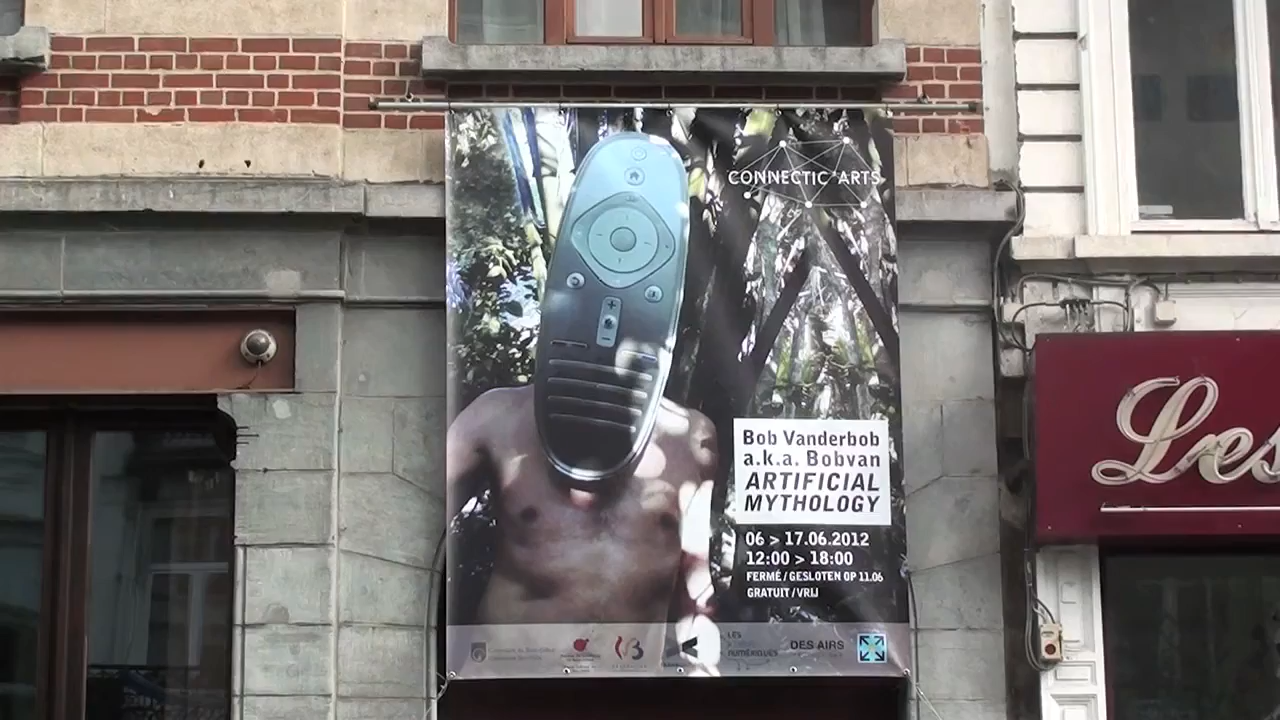 CONNECTIC ARTS
Bob Vanderbob
a.k.a. Bobvan
ARTIFICIAL
MYTHOLOGY
06 > 17.06.2012
12:00 > 18:00
FERMÉ / GESLOTEN OP 11.06
GRATUIT / VRIJ
LES
NUMÉRIQUES
DES AIRS
Les